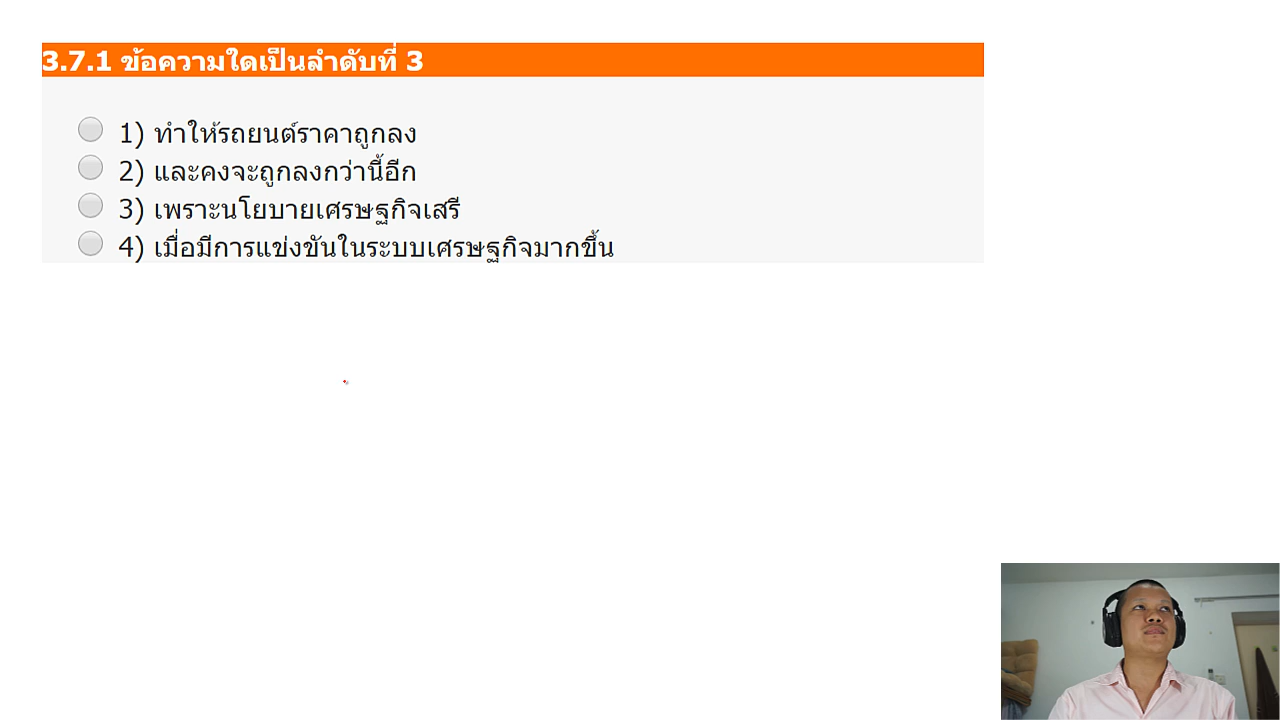 3.7.1 ข้อความใดเป็นลำดับที่ 3
1) ทำให้รถยนต์ราคาถูกลง
2) และคงจะถูกลงกว่านี้อีก
3) เพราะนโยบายเศรษฐกิจเสรี
4) เมื่อมีการแข่งขันในระบบเศรษฐกิจมากขึ้น